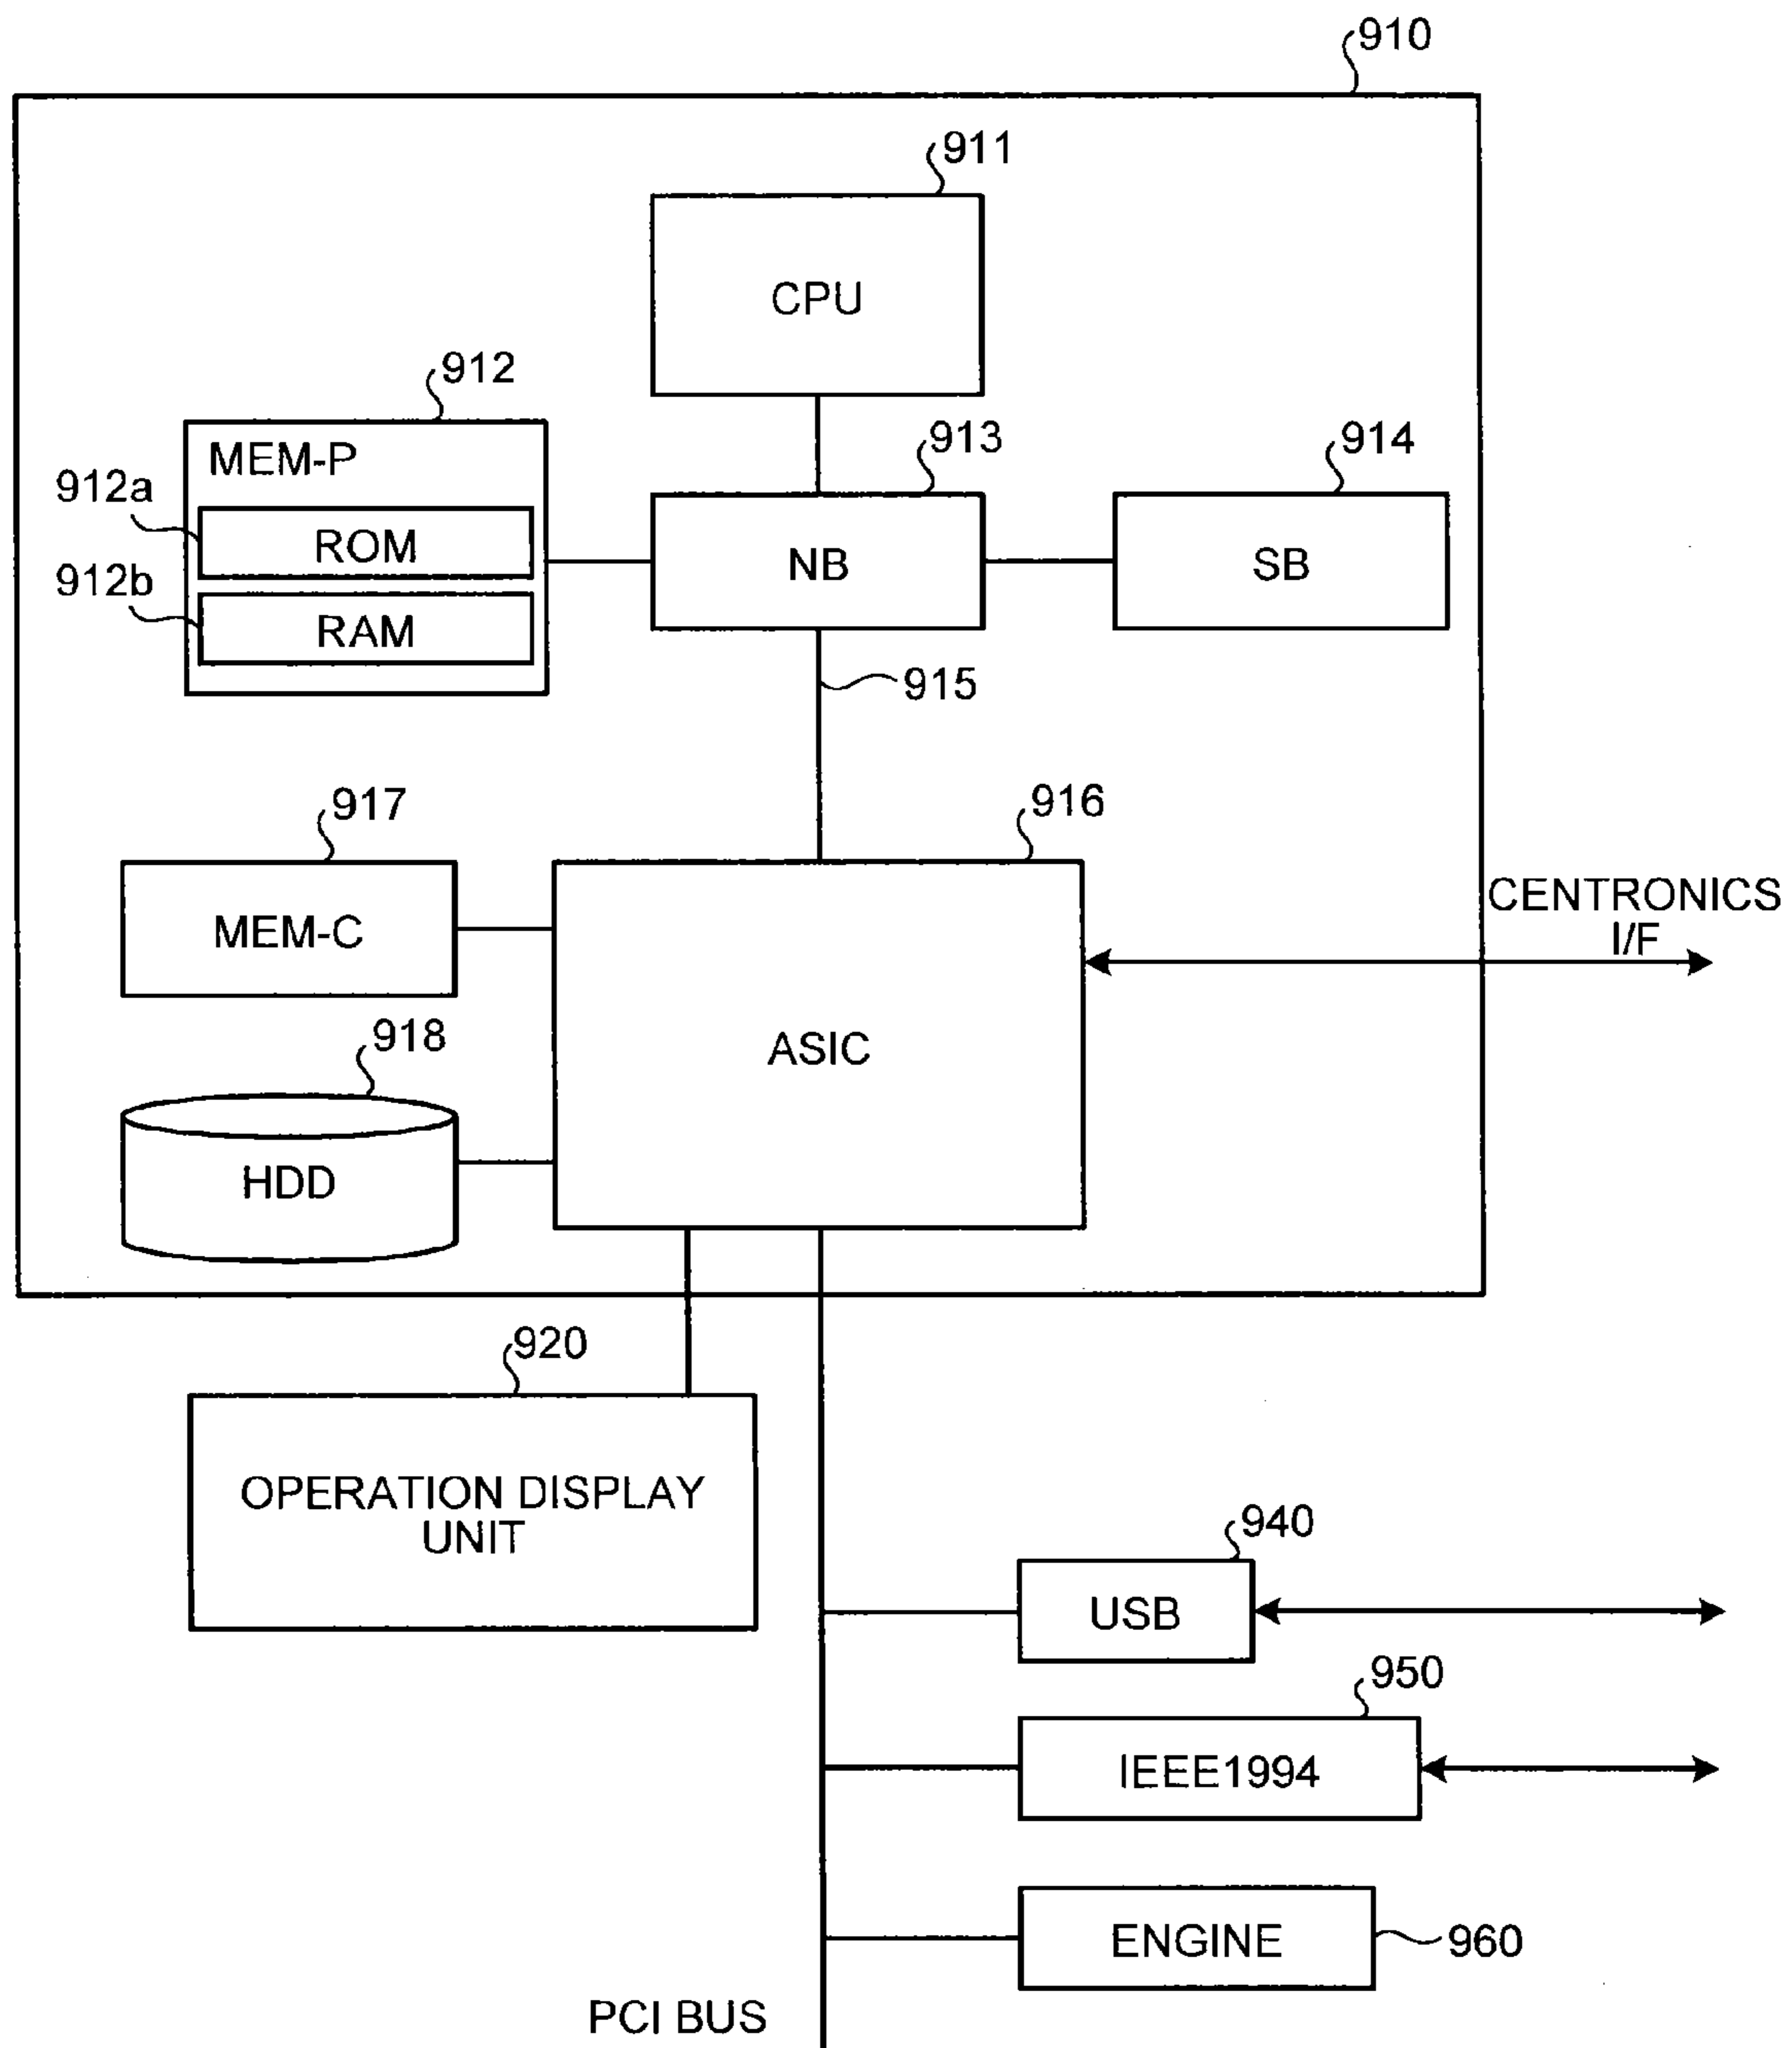 910
911
CPU
912
MEM-P
912a
ROM
912b
RAM
913
NB
914
SB
915
917
MEM-C
916
ASIC
CENTRONICS
I/F
918
HDD
920
OPERATION DISPLAY
UNIT
940
USB
950
IEEE1994
ENGINE
960
PCI BUS